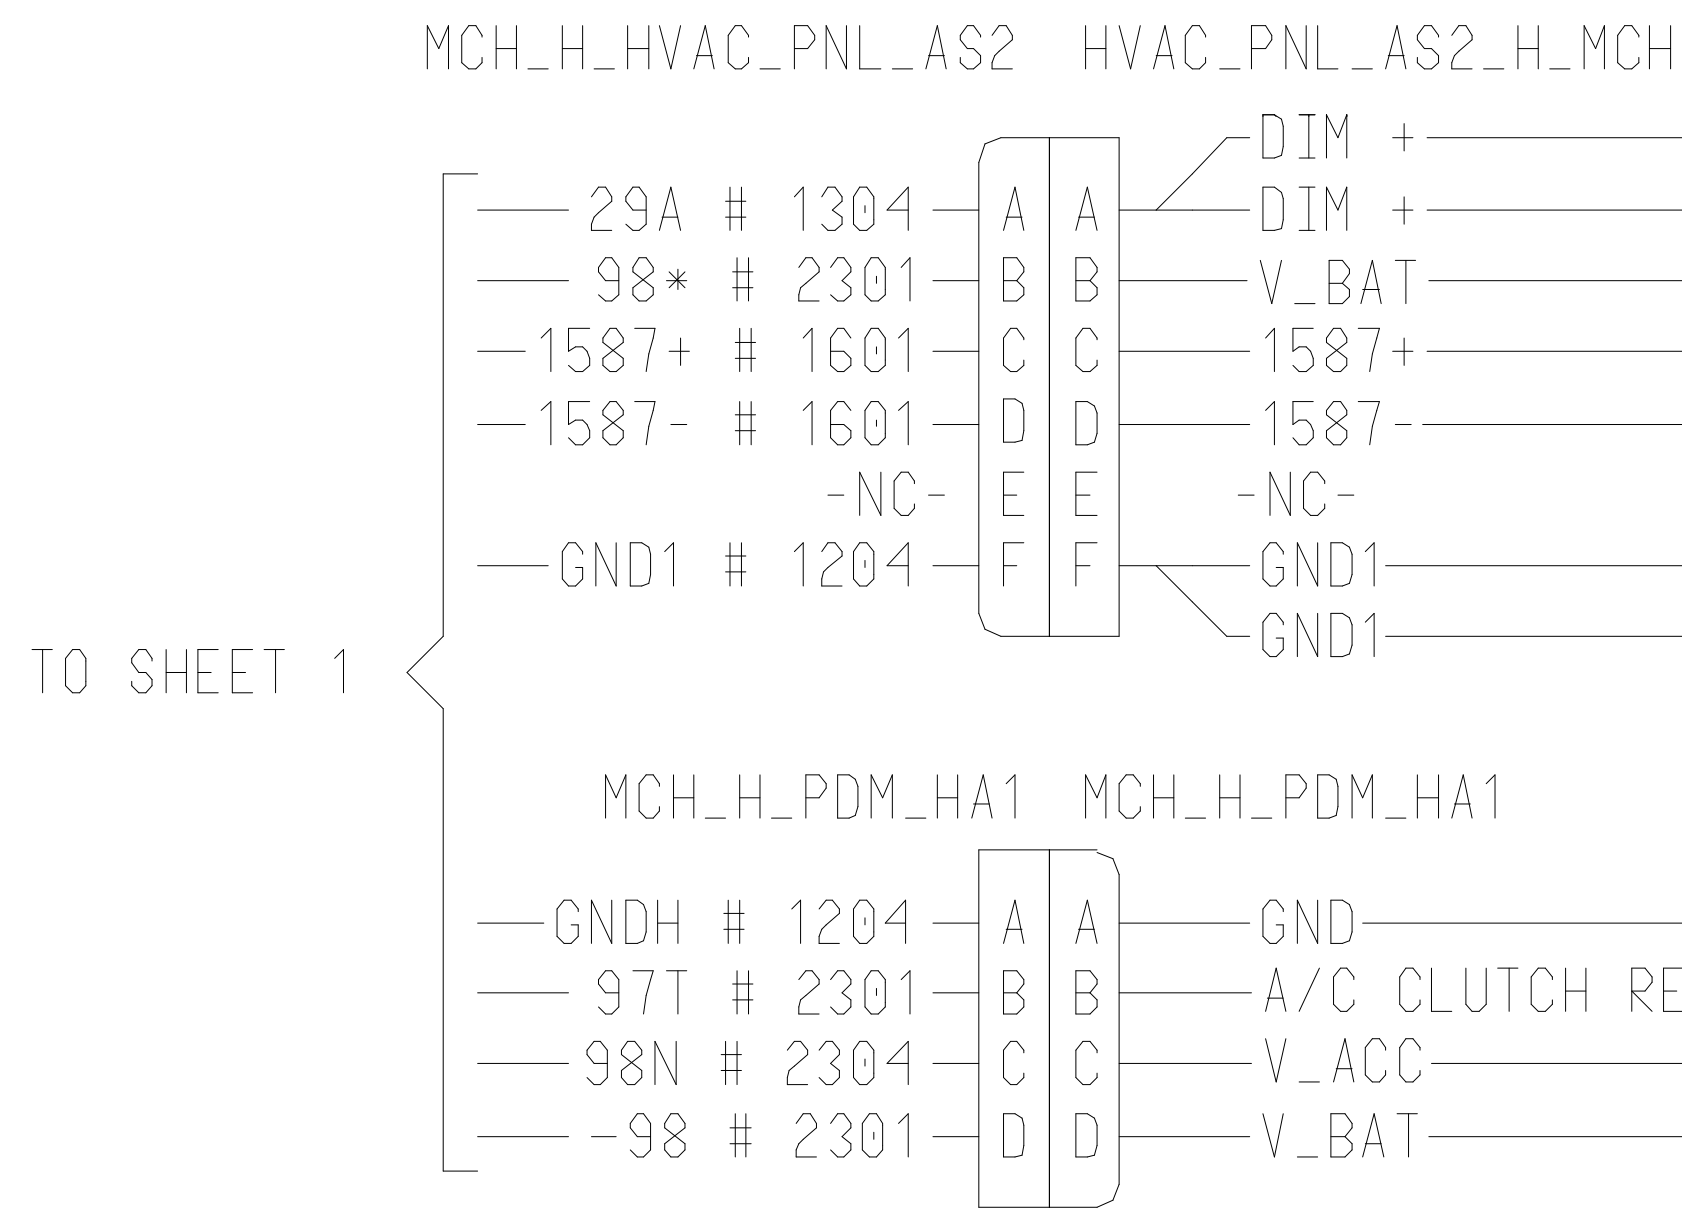 MCH_H_HVAC_PNL_AS2 HVAC_PNL_AS2_H_MCH
DIM +
29A # 1304 A A DIM +
98* # 2301 B B V_BAT
1587+ # 1601 C C 1587+
1587- # 1601 D D 1587-
-NC- E E -NC-
GND1 # 1204 F F GND1
GND1
TO SHEET 1
MCH_H_PDM_HA1 MCH_H_PDM_HA1
GNDH # 1204 A A GND
97T # 2301 B B A/C CLUTCH RE
98N # 2304 C C V_ACC
-98 # 2301 D D V_BAT